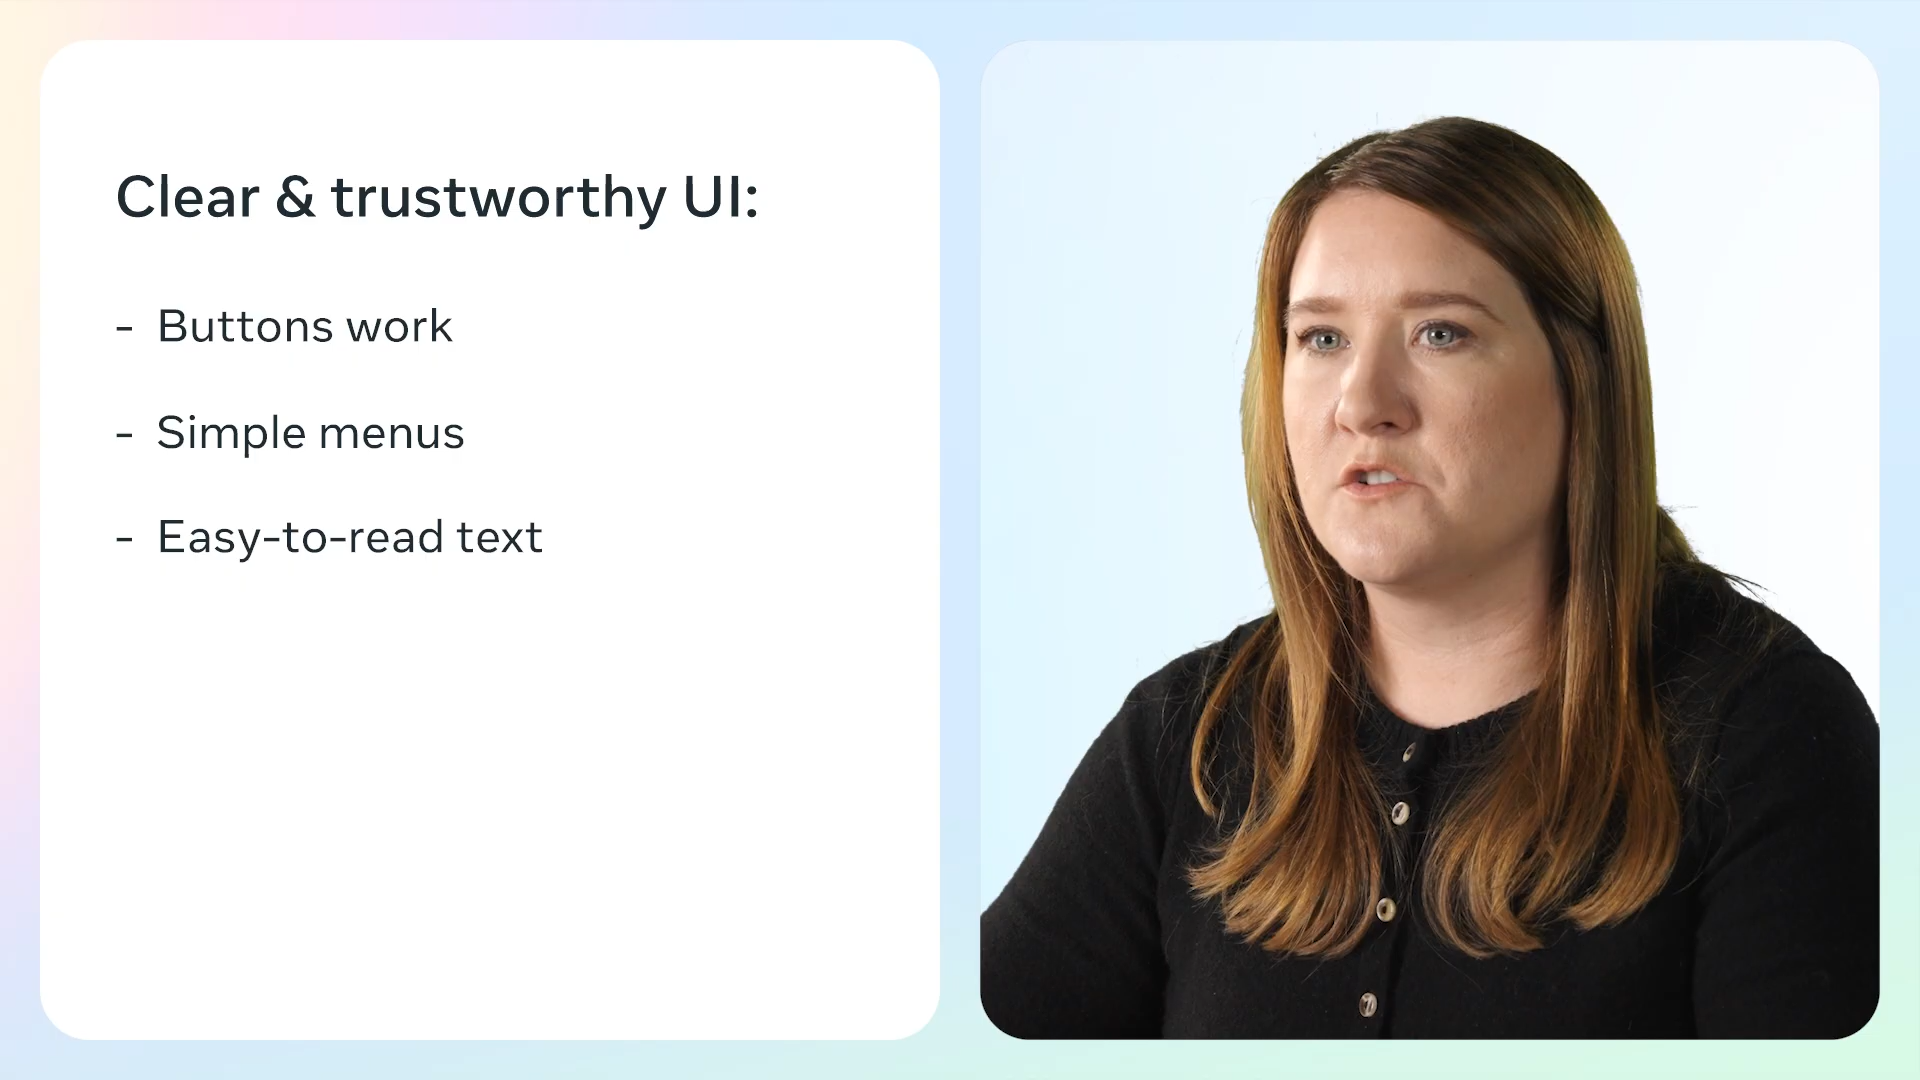 Clear & trustworthy UI:
- Buttons work
- Simple menus
- Easy-to-read text